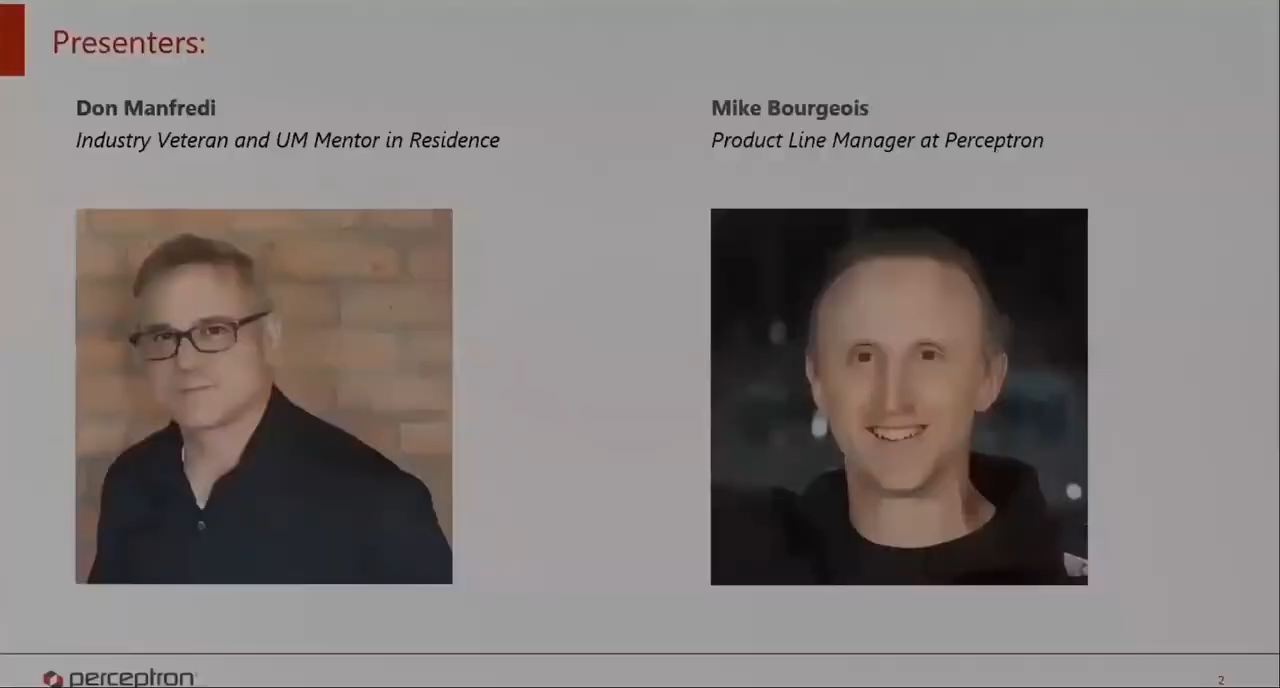 Presenters:
Don Manfredi
Industry Veteran and UM Mentor in Residence
Mike Bourgeois
Product Line Manager at Perceptron
perceptron
2